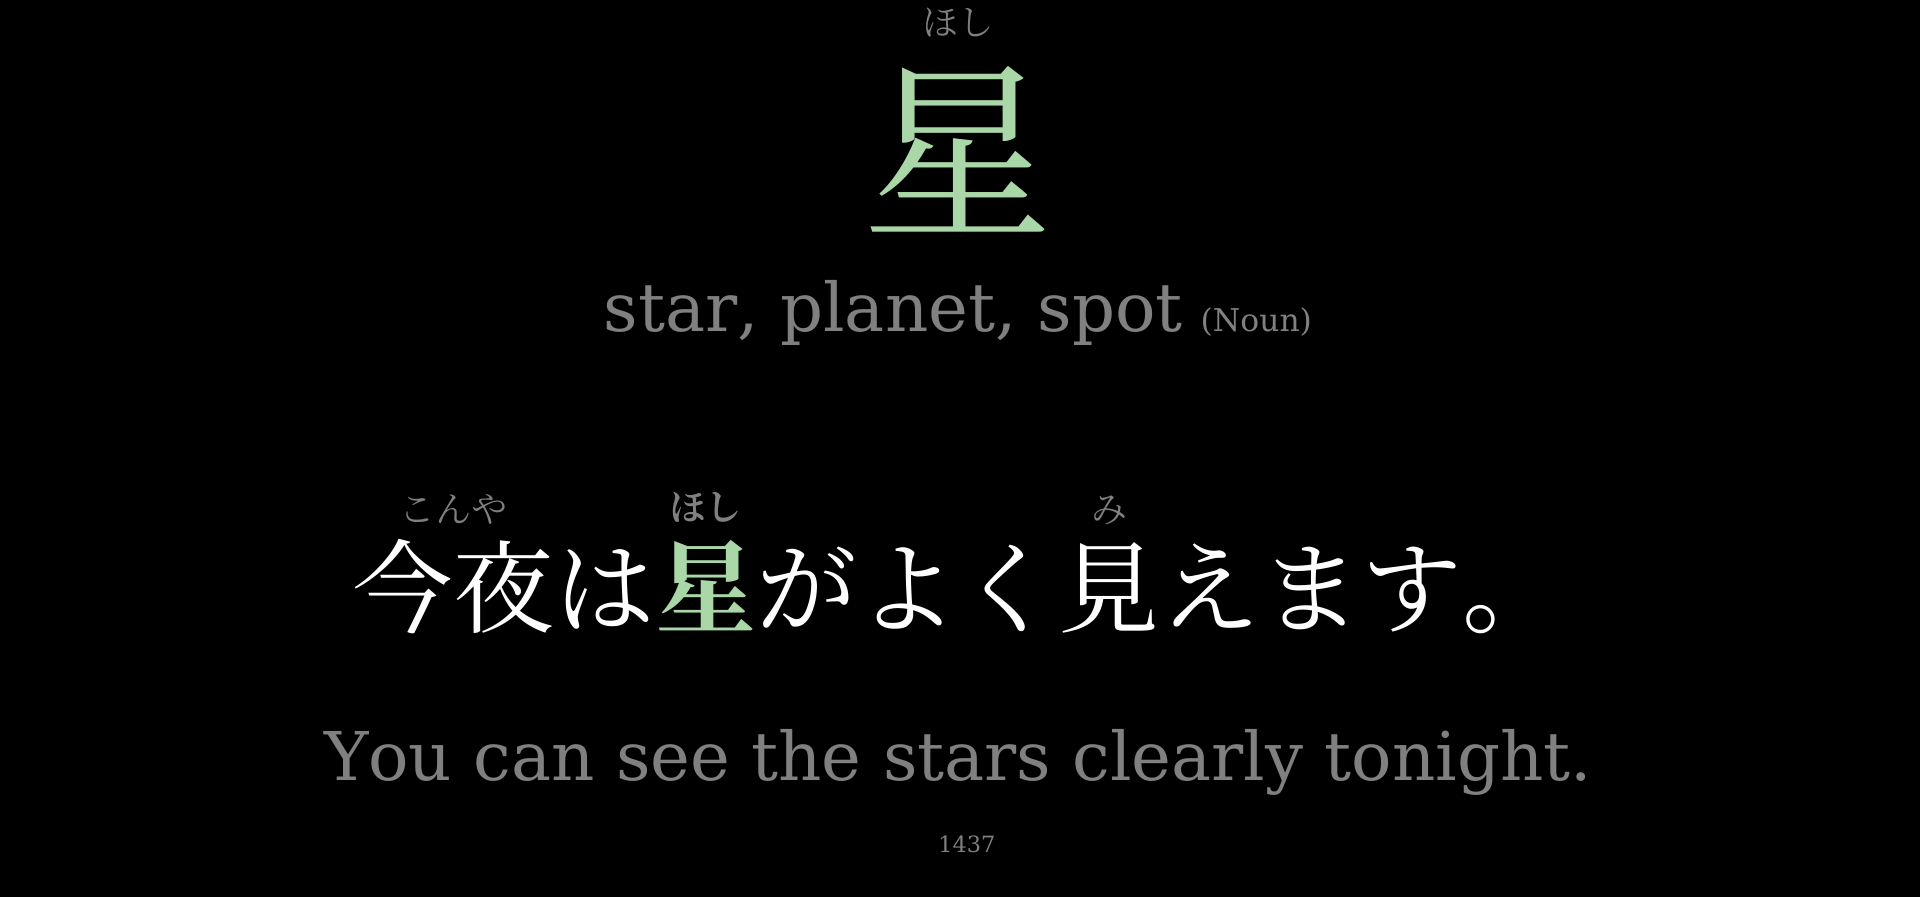 ほし
星
star, planet, spot (Noun)
こんや ほし み
今夜は星がよく見えます。
You can see the stars clearly tonight.
1437